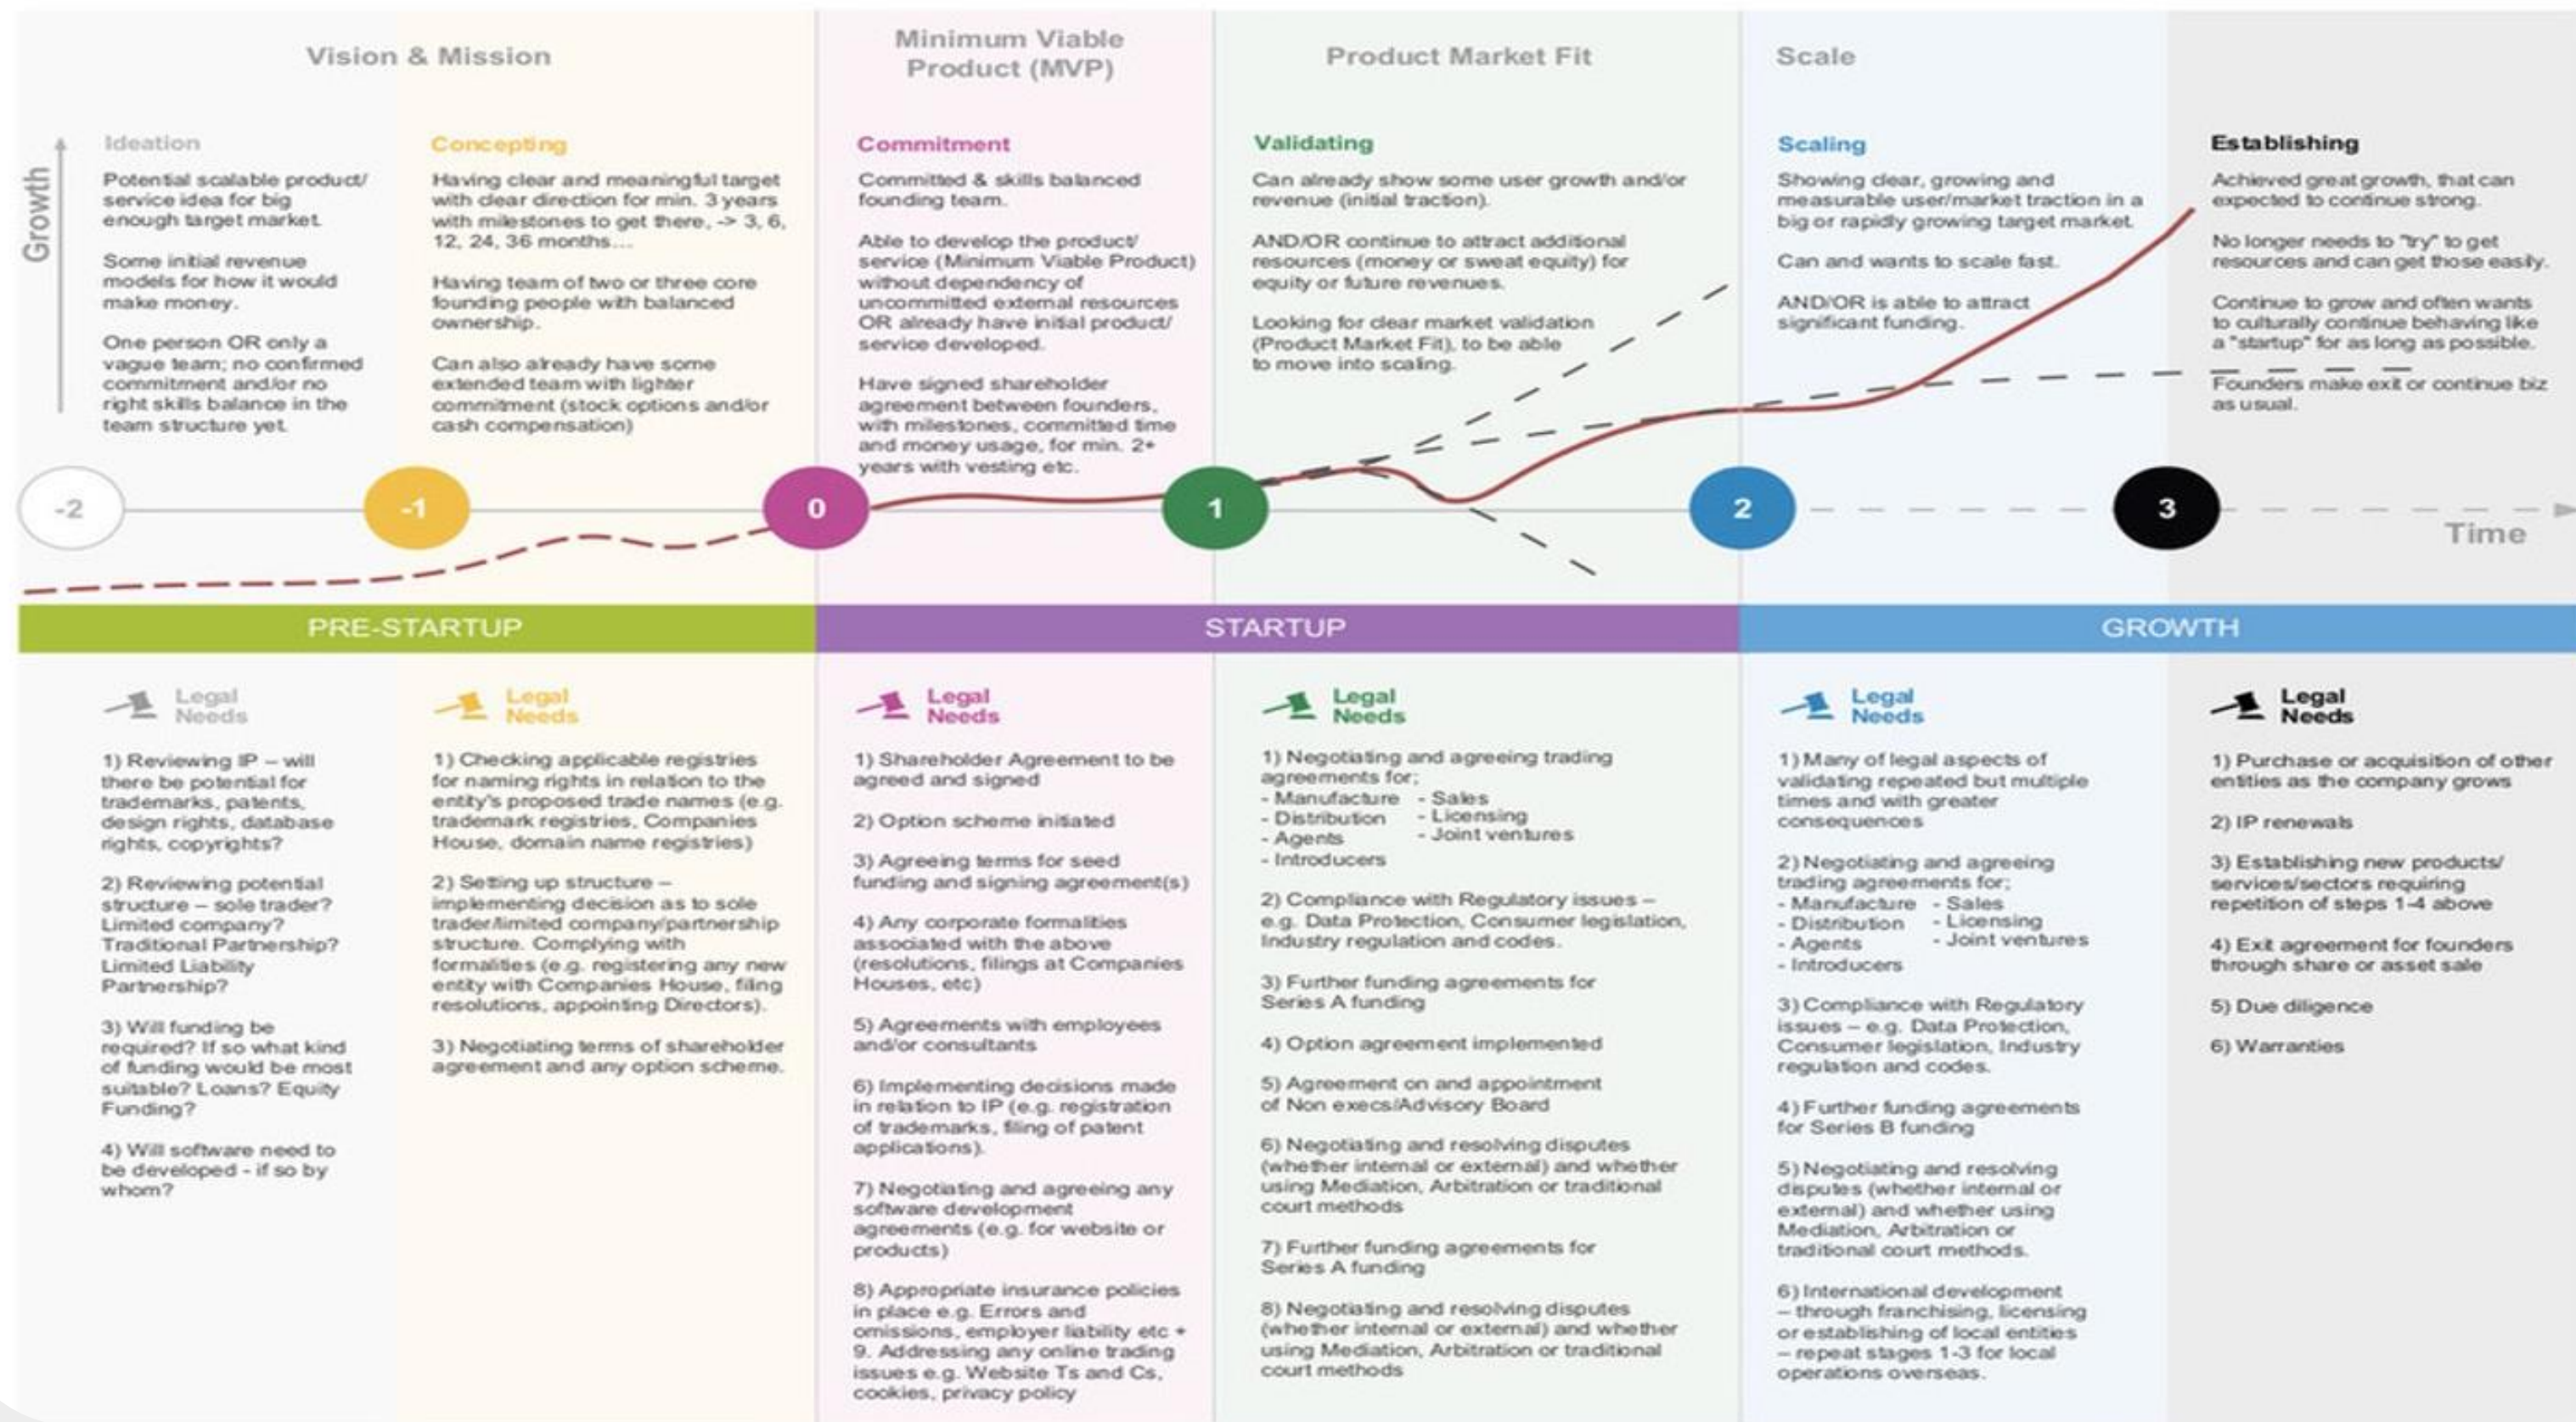 Vision & Mission
Minimum Viable
Product (MVP)
Product Market Fit
Scale
Growth
Ideation
Potential scalable product/
service idea for big
enough target market.
Some initial revenue
models for how it would
make money.
One person OR only a
vague team; no confirmed
commitment and/or no
right skills balance in the
team structure yet.
Concepting
Having clear and meaningful target
with clear direction for min. 3 years
with milestones to get there, -> 3, 6,
12, 24, 36 months...
Having team of two or three core
founding people with balanced
ownership.
Can also already have some
extended team with lighter
commitment (stock options and/or
cash compensation)
Commitment
Committed & skills balanced
founding team.
Able to develop the product/
service (Minimum Viable Product)
without dependency of
uncommitted external resources
OR already have initial product/
service developed.
Have signed shareholder
agreement between founders,
with milestones, committed time
and money usage, for min. 2+
years with vesting etc.
Validating
Can already show some user growth and/or
revenue (initial traction).
AND/OR continue to attract additional
resources (money or sweat equity) for
equity or future revenues.
Looking for clear market validation
(Product Market Fit), to be able
to move into scaling.
Scaling
Showing clear, growing and
measurable user/market traction in a
big or rapidly growing target market.
Can and wants to scale fast.
AND/OR is able to attract
significant funding.
Establishing
Achieved great growth, that can
expected to continue strong.
No longer needs to "try" to get
resources and can get those easily.
Continue to grow and often wants
to culturally continue behaving like
a "startup" for as long as possible.
Founders make exit or continue biz
as usual.
-2
-1
0
1
2
3
Time
PRE-STARTUP
STARTUP
GROWTH
Legal
Needs
1) Reviewing IP – will
there be potential for
trademarks, patents,
design rights, database
rights, copyrights?
2) Reviewing potential
structure – sole trader?
Limited company?
Traditional Partnership?
Limited Liability
Partnership?
3) Will funding be
required? If so what kind
of funding would be most
suitable? Loans? Equity
Funding?
4) Will software need to
be developed - if so by
whom?
Legal
Needs
1) Checking applicable registries
for naming rights in relation to the
entity's proposed trade names (e.g.
trademark registries, Companies
House, domain name registries)
2) Setting up structure –
implementing decision as to sole
trader/limited company/partnership
structure. Complying with
formalities (e.g. registering any new
entity with Companies House, filing
resolutions, appointing Directors).
3) Negotiating terms of shareholder
agreement and any option scheme.
Legal
Needs
1) Shareholder Agreement to be
agreed and signed
2) Option scheme initiated
3) Agreeing terms for seed
funding and signing agreement(s)
4) Any corporate formalities
associated with the above
(resolutions, filings at Companies
Houses, etc)
5) Agreements with employees
and/or consultants
6) Implementing decisions made
in relation to IP (e.g. registration
of trademarks, filing of patent
applications).
7) Negotiating and agreeing any
software development
agreements (e.g. for website or
products)
8) Appropriate insurance policies
in place e.g. Errors and
omissions, employer liability etc +
9. Addressing any online trading
issues e.g. Website Ts and Cs,
cookies, privacy policy
Legal
Needs
1) Negotiating and agreeing trading
agreements for;
- Manufacture - Sales
- Distribution - Licensing
- Agents - Joint ventures
- Introducers
2) Compliance with Regulatory issues –
e.g. Data Protection, Consumer legislation,
Industry regulation and codes.
3) Further funding agreements for
Series A funding
4) Option agreement implemented
5) Agreement on and appointment
of Non execs/Advisory Board
6) Negotiating and resolving disputes
(whether internal or external) and whether
using Mediation, Arbitration or traditional
court methods
7) Further funding agreements for
Series A funding
8) Negotiating and resolving disputes
(whether internal or external) and whether
using Mediation, Arbitration or traditional
court methods
Legal
Needs
1) Many of legal aspects of
validating repeated but multiple
times and with greater
consequences
2) Negotiating and agreeing
trading agreements for;
- Manufacture - Sales
- Distribution - Licensing
- Agents - Joint ventures
- Introducers
3) Compliance with Regulatory
issues – e.g. Data Protection,
Consumer legislation, Industry
regulation and codes.
4) Further funding agreements
for Series B funding
5) Negotiating and resolving
disputes (whether internal or
external) and whether using
Mediation, Arbitration or
traditional court methods.
6) International development
– through franchising, licensing
or establishing of local entities
– repeat stages 1-3 for local
operations overseas.
Legal
Needs
1) Purchase or acquisition of other
entities as the company grows
2) IP renewals
3) Establishing new products/
services/sectors requiring
repetition of steps 1-4 above
4) Exit agreement for founders
through share or asset sale
5) Due diligence
6) Warranties